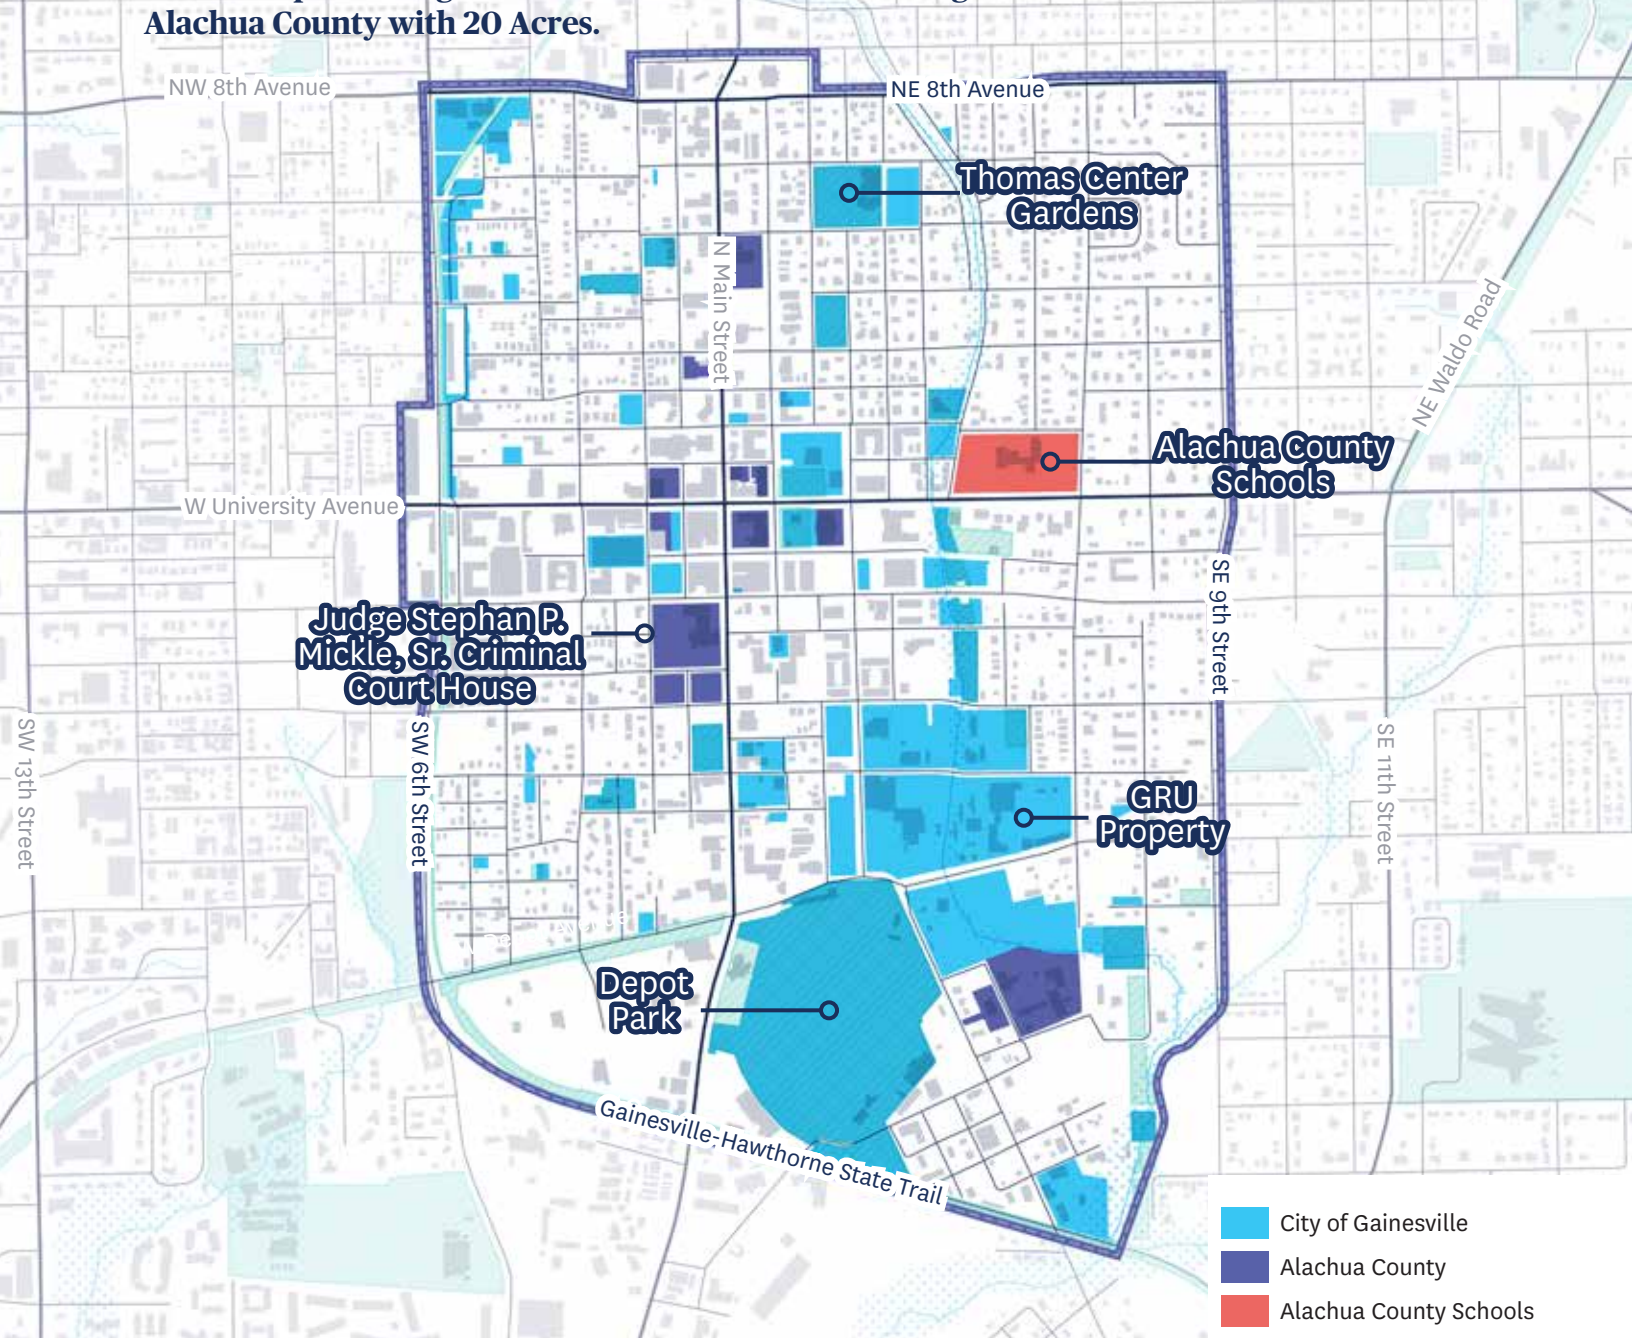 Alachua County with 20 Acres.
NW 8th Avenue
NE 8th Avenue
Thomas Center
Gardens
N Main Street
NE Waldo Road
Alachua County
Schools
W University Avenue
SE 9th Street
Judge Stephan P.
Mickle, Sr. Criminal
Court House
SW 13th Street
SW 6th Street
SE 11th Street
GRU
Property
Depot
Park
Gainesville-Hawthorne State Trail
City of Gainesville
Alachua County
Alachua County Schools